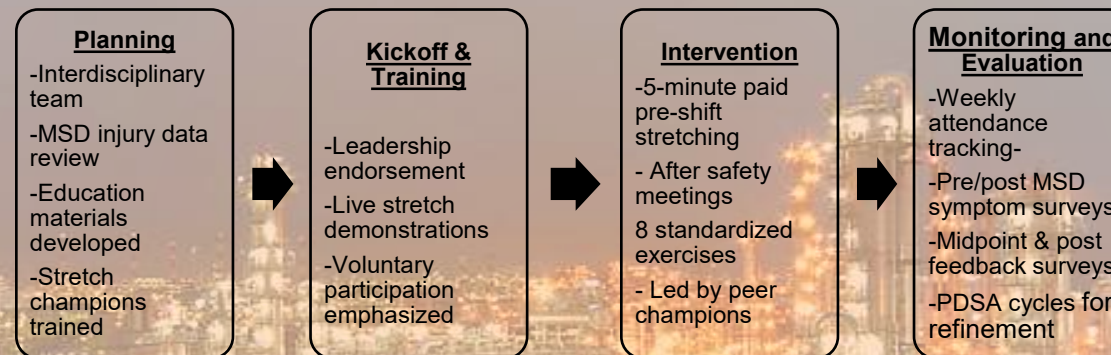 Planning
-Interdisciplinary
team
-MSD injury data
review
-Education
materials
developed
-Stretch
champions
trained
Kickoff &
Training
-Leadership
endorsement
-Live stretch
demonstrations
-Voluntary
participation
emphasized
Intervention
-5-minute paid
pre-shift
stretching
- After safety
meetings
8 standardized
exercises
- Led by peer
champions
Monitoring and
Evaluation
-Weekly
attendance
tracking-
-Pre/post MSD
symptom surveys
-Midpoint & post
feedback surveys
-PDSA cycles for
refinement